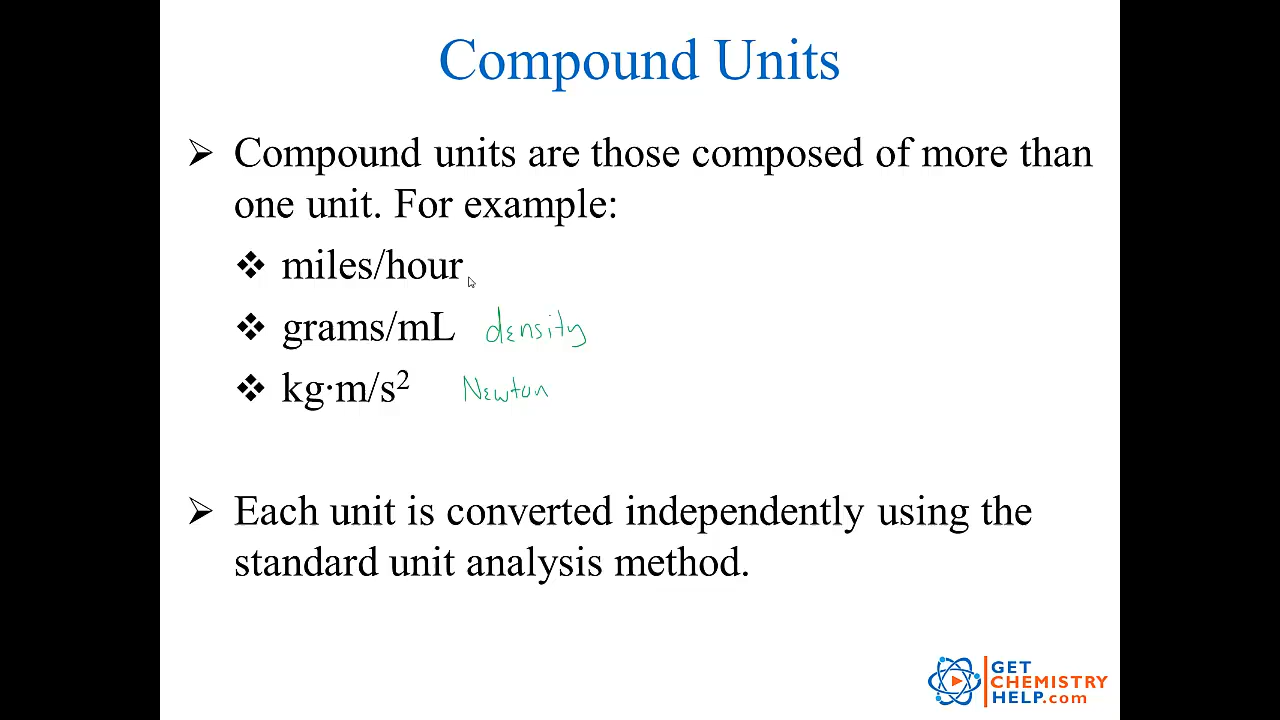 Compound Units
➢ Compound units are those composed of more than
one unit. For example:
❖ miles/hour
❖ grams/mL density
❖ kg·m/s² Newton
➢ Each unit is converted independently using the
standard unit analysis method.
GET
CHEMISTRY
HELP.com